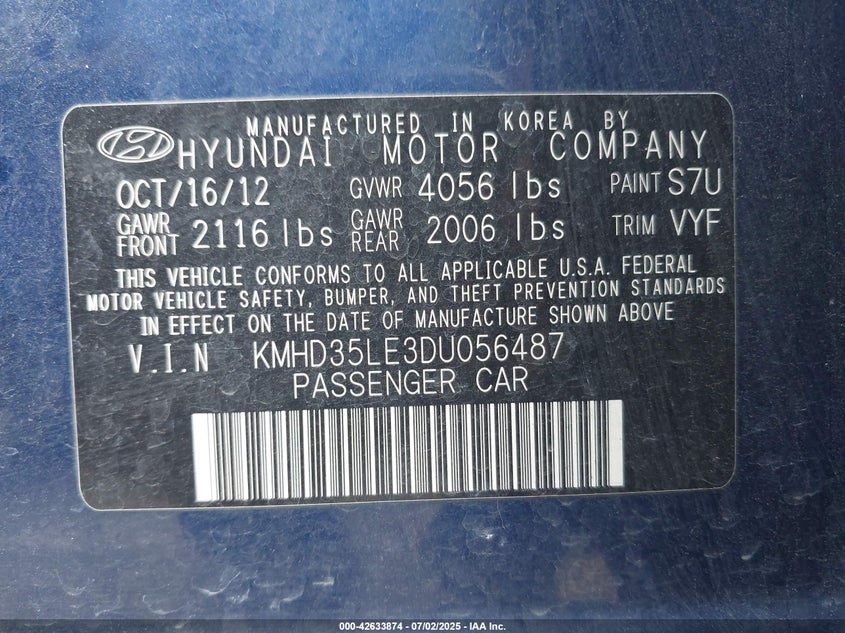 MANUFACTURED IN KOREA BY
HYUNDAI MOTOR COMPANY
OCT/16/12 GVWR 4056 lbs PAINT S7U
GAWR FRONT 2116 lbs GAWR REAR 2006 lbs TRIM VYF
THIS VEHICLE CONFORMS TO ALL APPLICABLE U.S.A. FEDERAL
MOTOR VEHICLE SAFETY, BUMPER, AND THEFT PREVENTION STANDARDS
IN EFFECT ON THE DATE OF MANUFACTURE SHOWN ABOVE.
V.I.N KMHD35LE3DU056487
PASSENGER CAR
000-42633874 - 07/02/2025 - IAA Inc.